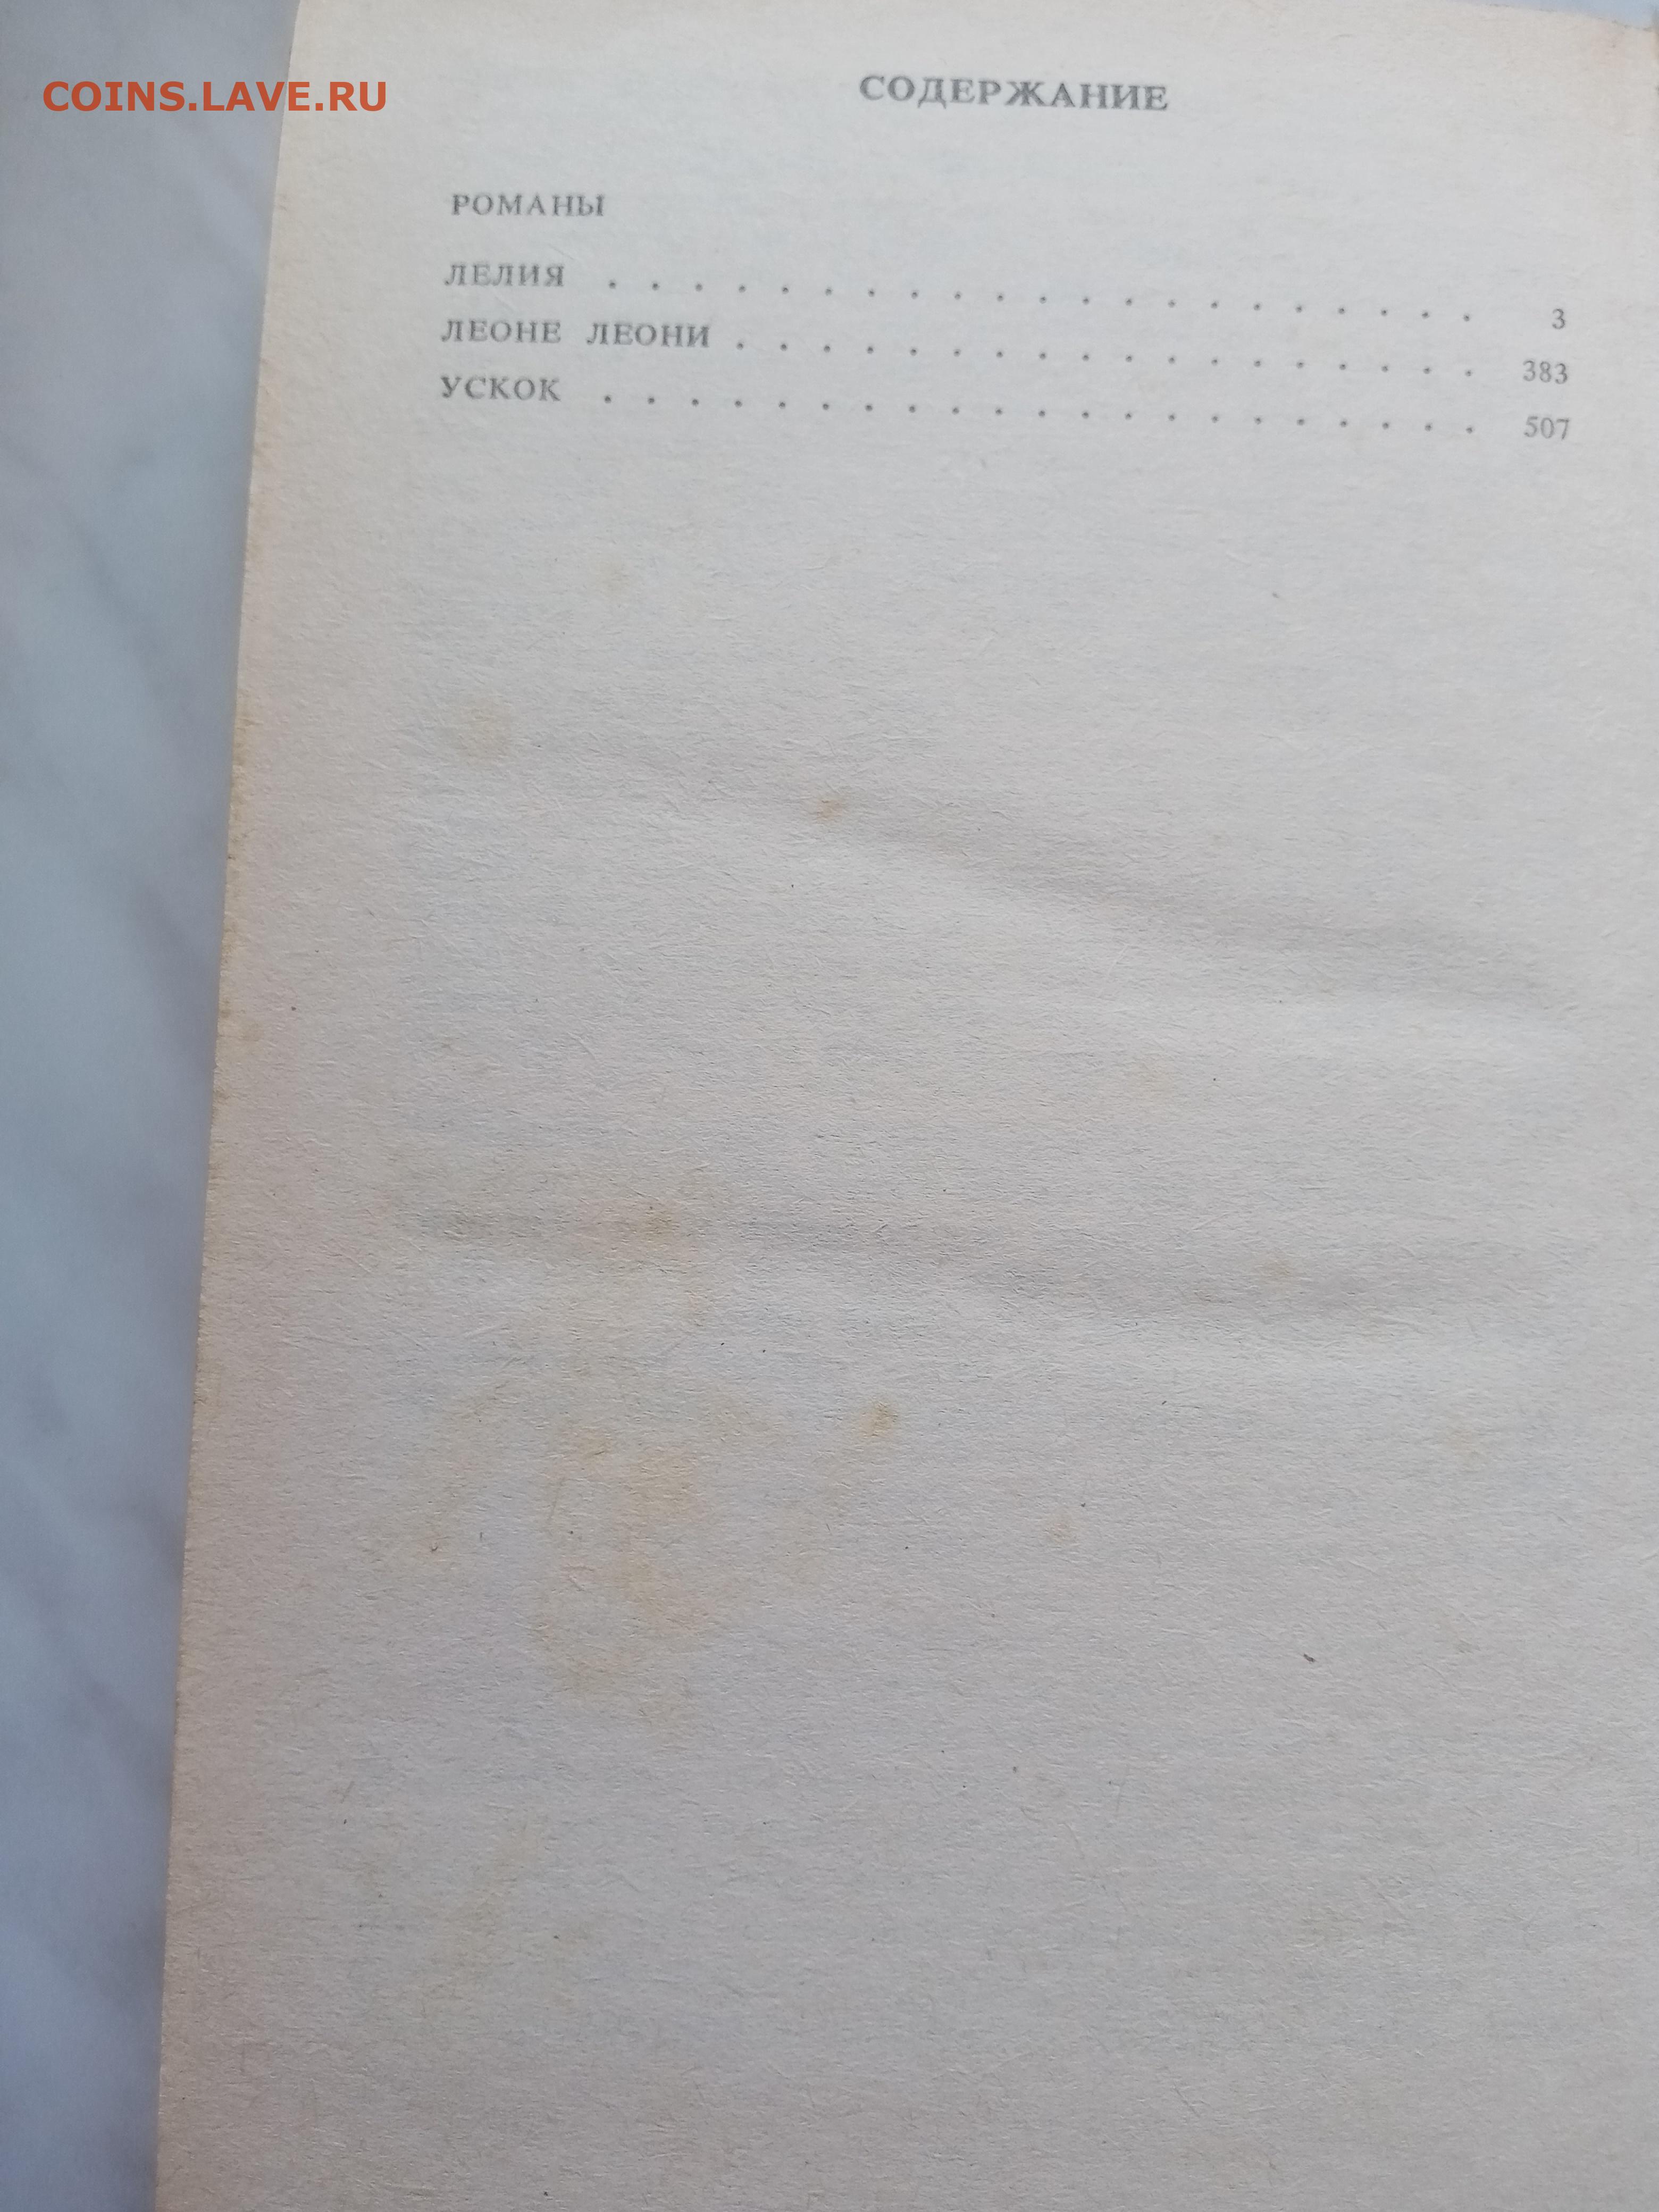 COINS.LAVE.RU
СОДЕРЖАНИЕ
РОМАНЫ
ЛЕЛИЯ . . . . . . . . . . . . . . . . . . . . . 3
ЛЕОНЕ ЛЕОНИ . . . . . . . . . . . . . . . . . . 383
УСКОК . . . . . . . . . . . . . . . . . . . . . 507